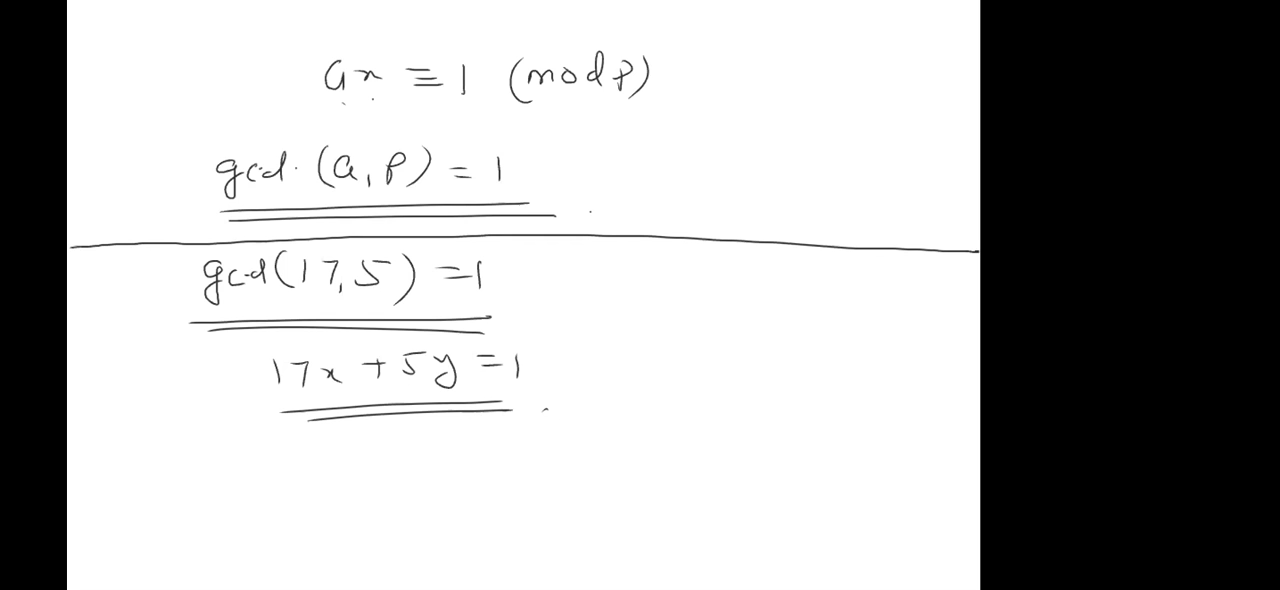 ax ≡ 1 (mod p)
gcd. (a, p) = 1
gcd(17, 5) = 1
17x + 5y = 1